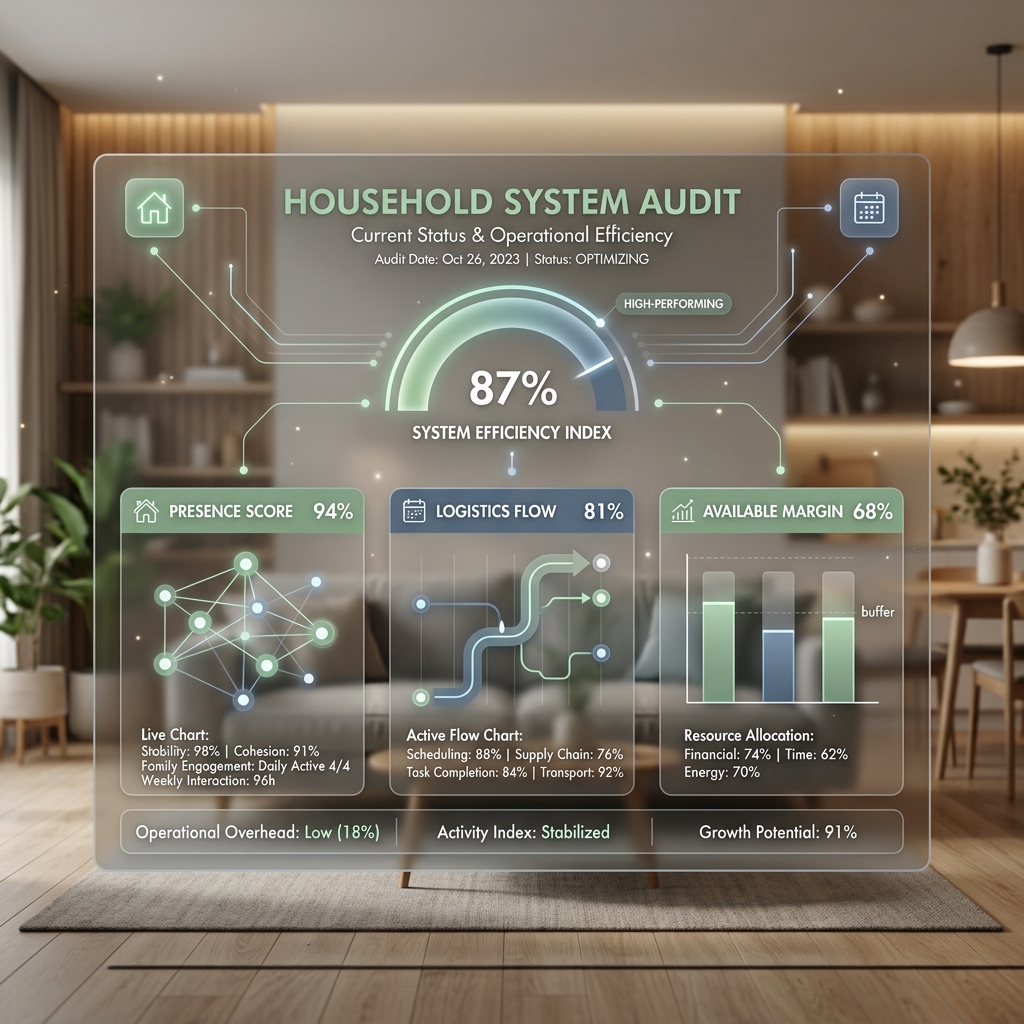 HOUSEHOLD SYSTEM AUDIT
Current Status & Operational Efficiency
Audit Date: Oct 26, 2023 | Status: OPTIMIZING
HIGH-PERFORMING
87%
SYSTEM EFFICIENCY INDEX
PRESENCE SCORE 94%
Live Chart:
Stability: 98% | Cohesion: 91%
Fomily Engagement: Daily Active 4/4
Weekly Interaction: 96h
LOGISTICS FLOW 81%
Active Flow Chart:
Scheduling: 88% | Supply Chain: 76%
Task Completion: 84% | Transport: 92%
AVAILABLE MARGIN 68%
buffer
Resource Allocation:
Financial: 74% | Time: 62%
Energy: 70%
Operational Overhead: Low (18%)
Activity Index: Stabilized
Growth Potential: 91%